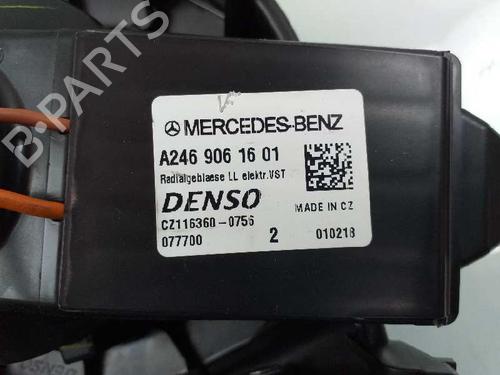 B-PARTS
MERCEDES-BENZ
A246 906 16 01
Radialgeblaese LL elektr.VST
DENSO
MADE IN CZ
CZ116360-0756
077700 2 010218